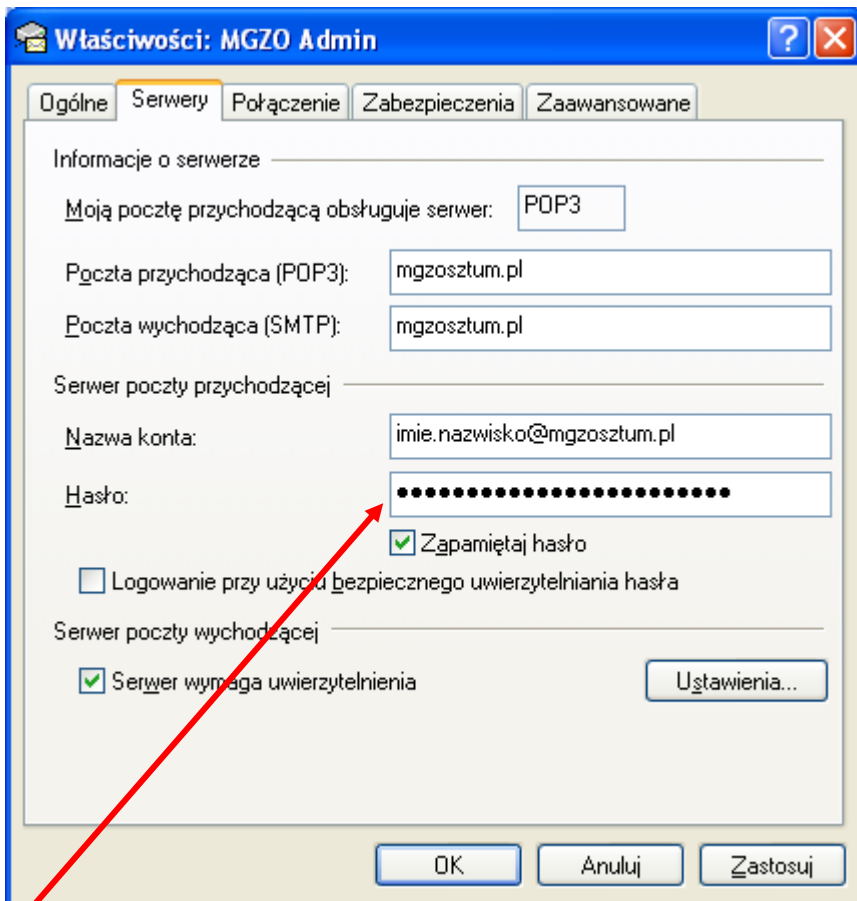 Właściwości: MGZO Admin
Ogólne Serwery Połączenie Zabezpieczenia Zaawansowane
Informacje o serwerze
Moją pocztę przychodzącą obsługuje serwer: POP3
Poczta przychodząca (POP3): mgzosztum.pl
Poczta wychodząca (SMTP): mgzosztum.pl
Serwer poczty przychodzącej
Nazwa konta: imie.nazwisko@mgzosztum.pl
Hasło: ●●●●●●●●●●●●●●●●●●●●●●●●
Zapamiętaj hasło
Logowanie przy użyciu bezpiecznego uwierzytelniania hasła
Serwer poczty wychodzącej
Serwer wymaga uwierzytelnienia Ustawienia...
OK Anuluj Zastosuj